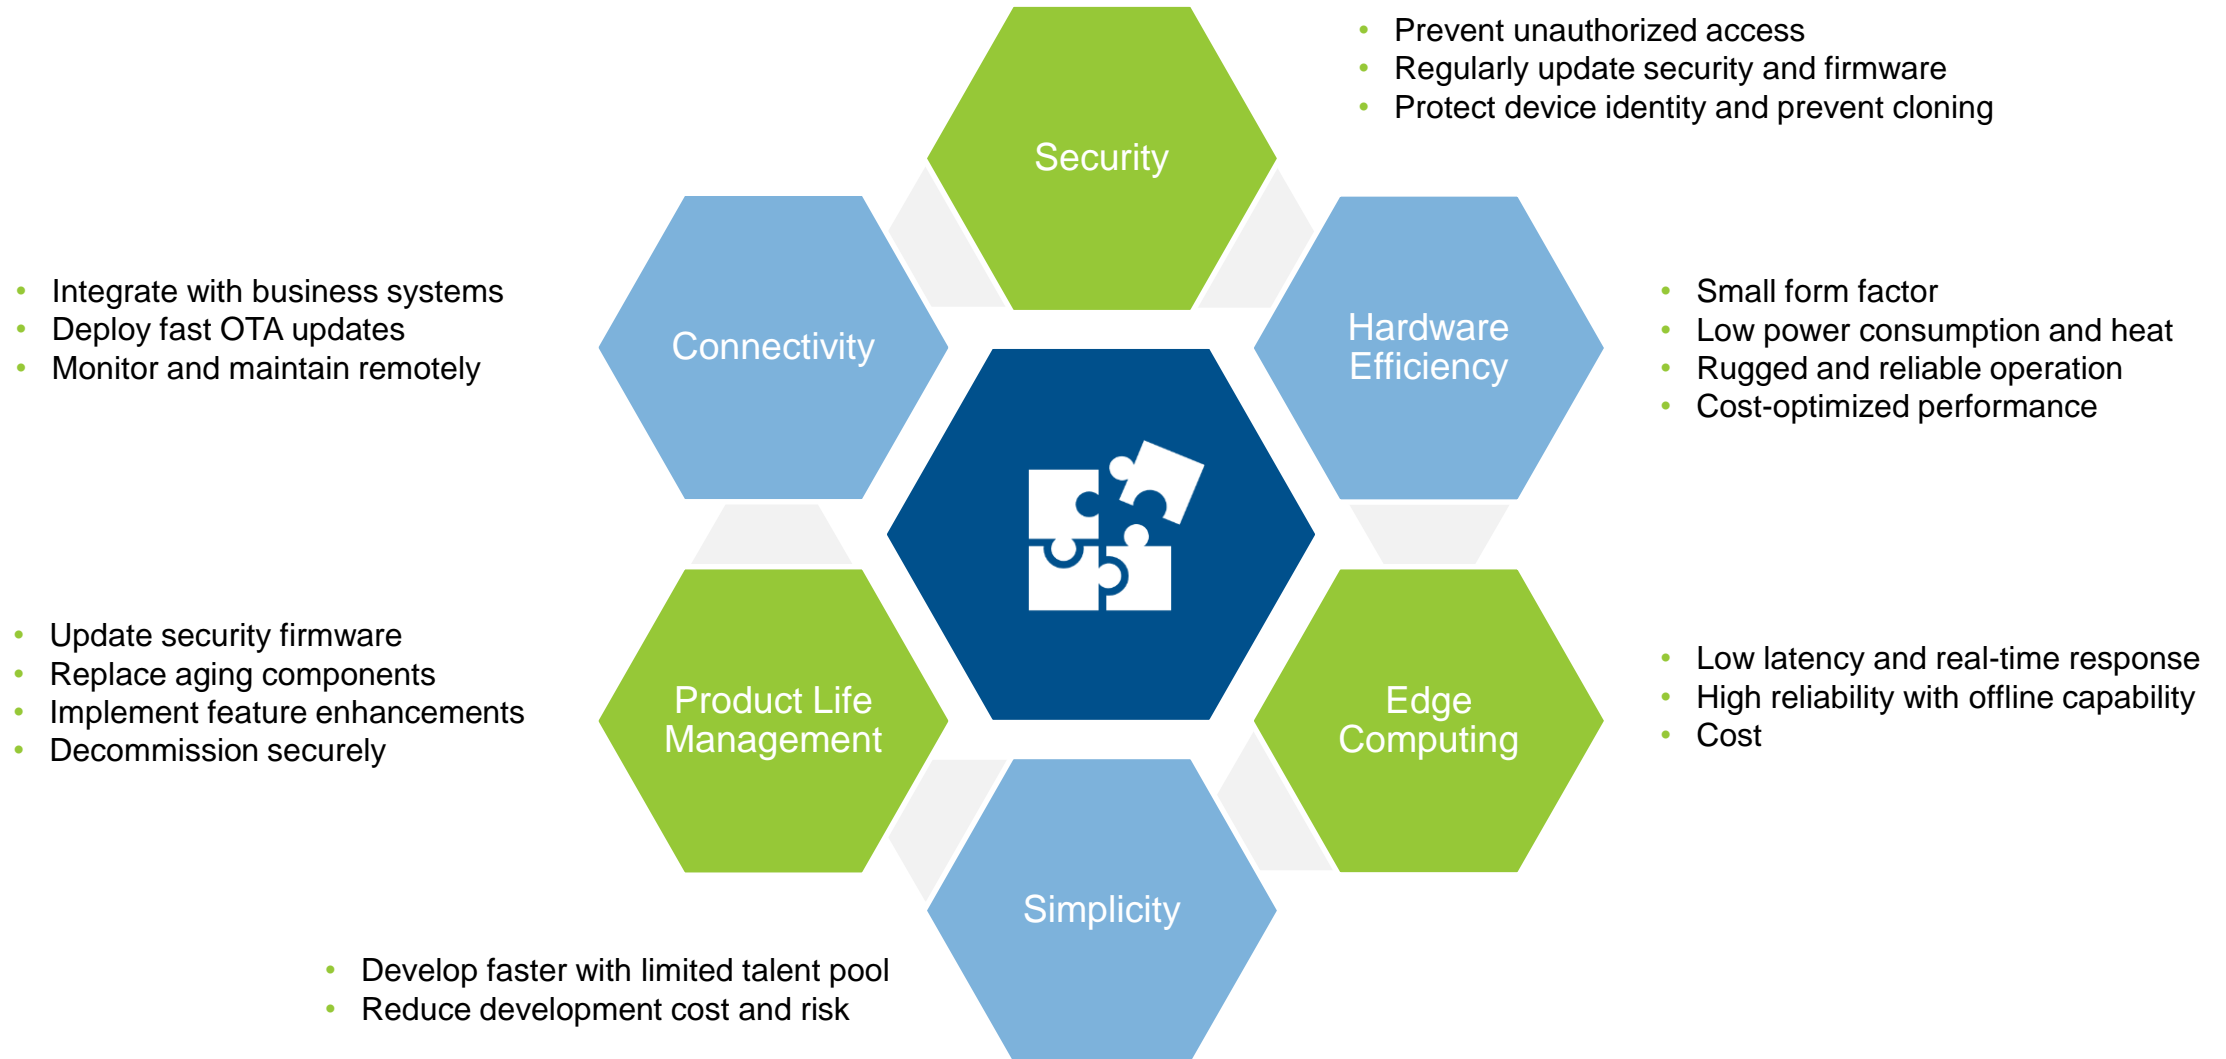 Security
• Prevent unauthorized access
• Regularly update security and firmware
• Protect device identity and prevent cloning
Hardware
Efficiency
• Small form factor
• Low power consumption and heat
• Rugged and reliable operation
• Cost-optimized performance
Edge
Computing
• Low latency and real-time response
• High reliability with offline capability
• Cost
Simplicity
• Develop faster with limited talent pool
• Reduce development cost and risk
Product Life
Management
• Update security firmware
• Replace aging components
• Implement feature enhancements
• Decommission securely
Connectivity
• Integrate with business systems
• Deploy fast OTA updates
• Monitor and maintain remotely